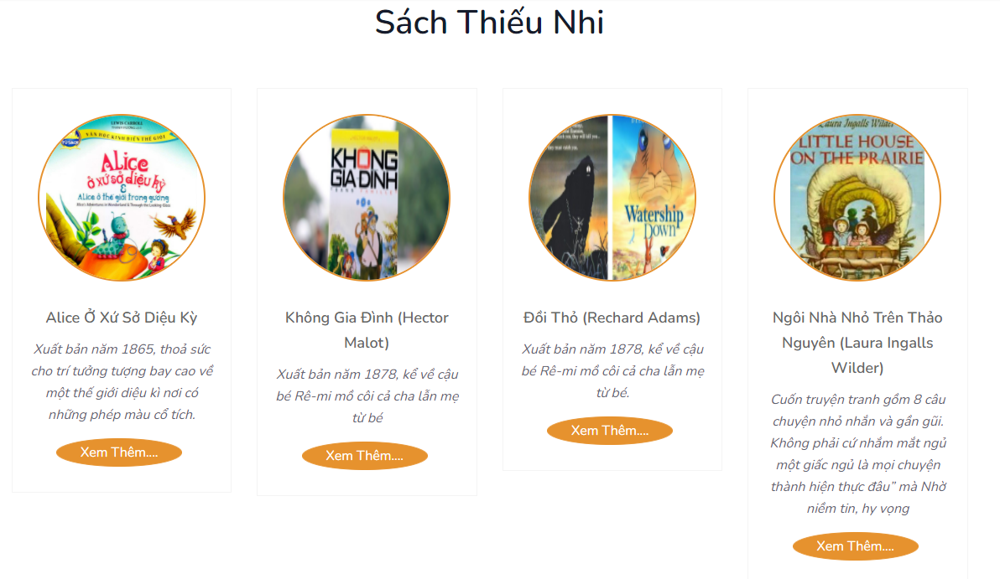 Sách Thiếu Nhi
LEWIS CARROLL
VĂN HỌC KINH ĐIỂN THẾ GIỚI
TỦ SÁCH
ALICE
ở xứ sở diệu kỳ
&
Alice ở thế giới trong gương
Alice's Adventures in Wonderland & Through the Looking Glass
Alice Ở Xứ Sở Diệu Kỳ
Xuất bản năm 1865, thoả sức
cho trí tưởng tượng bay cao về
một thế giới diệu kì nơi có
những phép màu cổ tích.
Xem Thêm....
KHÔNG
GIA ĐÌNH
Không Gia Đình (Hector
Malot)
Xuất bản năm 1878, kể về cậu
bé Rê-mi mồ côi cả cha lẫn mẹ
từ bé
Xem Thêm....
Watership
Down
Đồi Thỏ (Rechard Adams)
Xuất bản năm 1878, kể về cậu
bé Rê-mi mồ côi cả cha lẫn mẹ
từ bé.
Xem Thêm....
Laura Ingalls Wilder
LITTLE HOUSE
ON THE PRAIRIE
Ngôi Nhà Nhỏ Trên Thảo
Nguyên (Laura Ingalls
Wilder)
Cuốn truyện tranh gồm 8 câu
chuyện nhỏ nhắn và gần gũi.
Không phải cứ nhắm mắt ngủ
một giấc ngủ là mọi chuyện
thành hiện thực đâu” mà Nhờ
niềm tin, hy vọng
Xem Thêm....